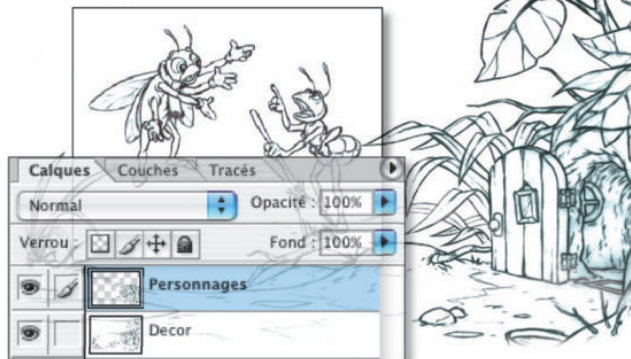 Calques Couches Tracés
Normal Opacité : 100%
Verrou : Fond : 100%
Personnages
Decor